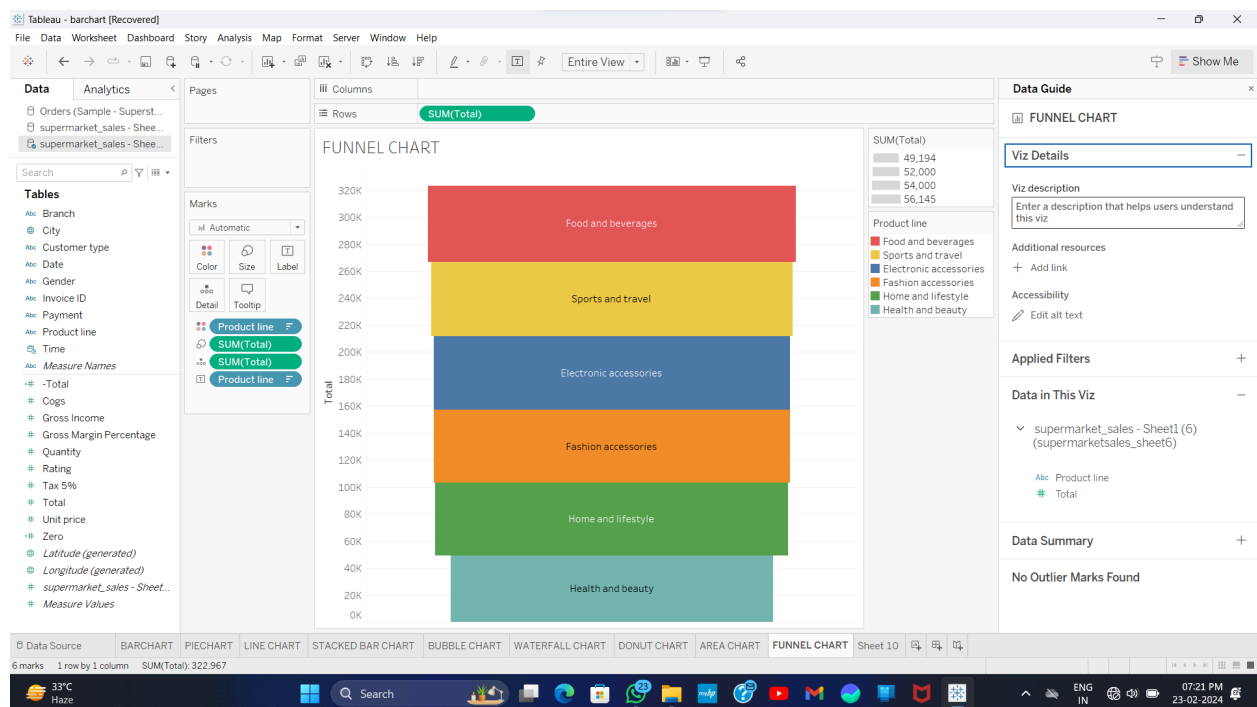 Tableau - barchart [Recovered]
File Data Worksheet Dashboard Story Analysis Map Format Server Window Help
Entire View
Show Me
Data Analytics
Orders (Sample - Superst...
supermarket_sales - Shee...
supermarket_sales - Shee...
Search
Tables
Abc Branch
City
Abc Customer type
Abc Date
Abc Gender
Abc Invoice ID
Abc Payment
Abc Product line
Time
Abc Measure Names
-Total
# Cogs
# Gross Income
# Gross Margin Percentage
# Quantity
# Rating
# Tax 5%
# Total
# Unit price
Zero
Latitude (generated)
Longitude (generated)
# supermarket_sales - Sheet...
# Measure Values
Pages
Filters
Marks
Automatic
Color Size Label
Detail Tooltip
Product line
SUM(Total)
SUM(Total)
Product line
Columns
Rows
SUM(Total)
FUNNEL CHART
320K
300K
280K
260K
240K
220K
200K
180K
160K
140K
120K
100K
80K
60K
40K
20K
0K
Total
Food and beverages
Sports and travel
Electronic accessories
Fashion accessories
Home and lifestyle
Health and beauty
SUM(Total)
49,194
52,000
54,000
56,145
Product line
Food and beverages
Sports and travel
Electronic accessories
Fashion accessories
Home and lifestyle
Health and beauty
Data Guide
FUNNEL CHART
Viz Details
Viz description
Enter a description that helps users understand
this viz
Additional resources
Add link
Accessibility
Edit alt text
Applied Filters
Data in This Viz
supermarket_sales - Sheet1 (6)
(supermarketsales_sheet6)
Abc Product line
# Total
Data Summary
No Outlier Marks Found
Data Source BARCHART PIECHART LINE CHART STACKED BAR CHART BUBBLE CHART WATERFALL CHART DONUT CHART AREA CHART FUNNEL CHART Sheet 10
6 marks 1 row by 1 column SUM(Total): 322.967
33°C
Haze
Search
23
ENG
IN
07:21 PM
23-02-2024